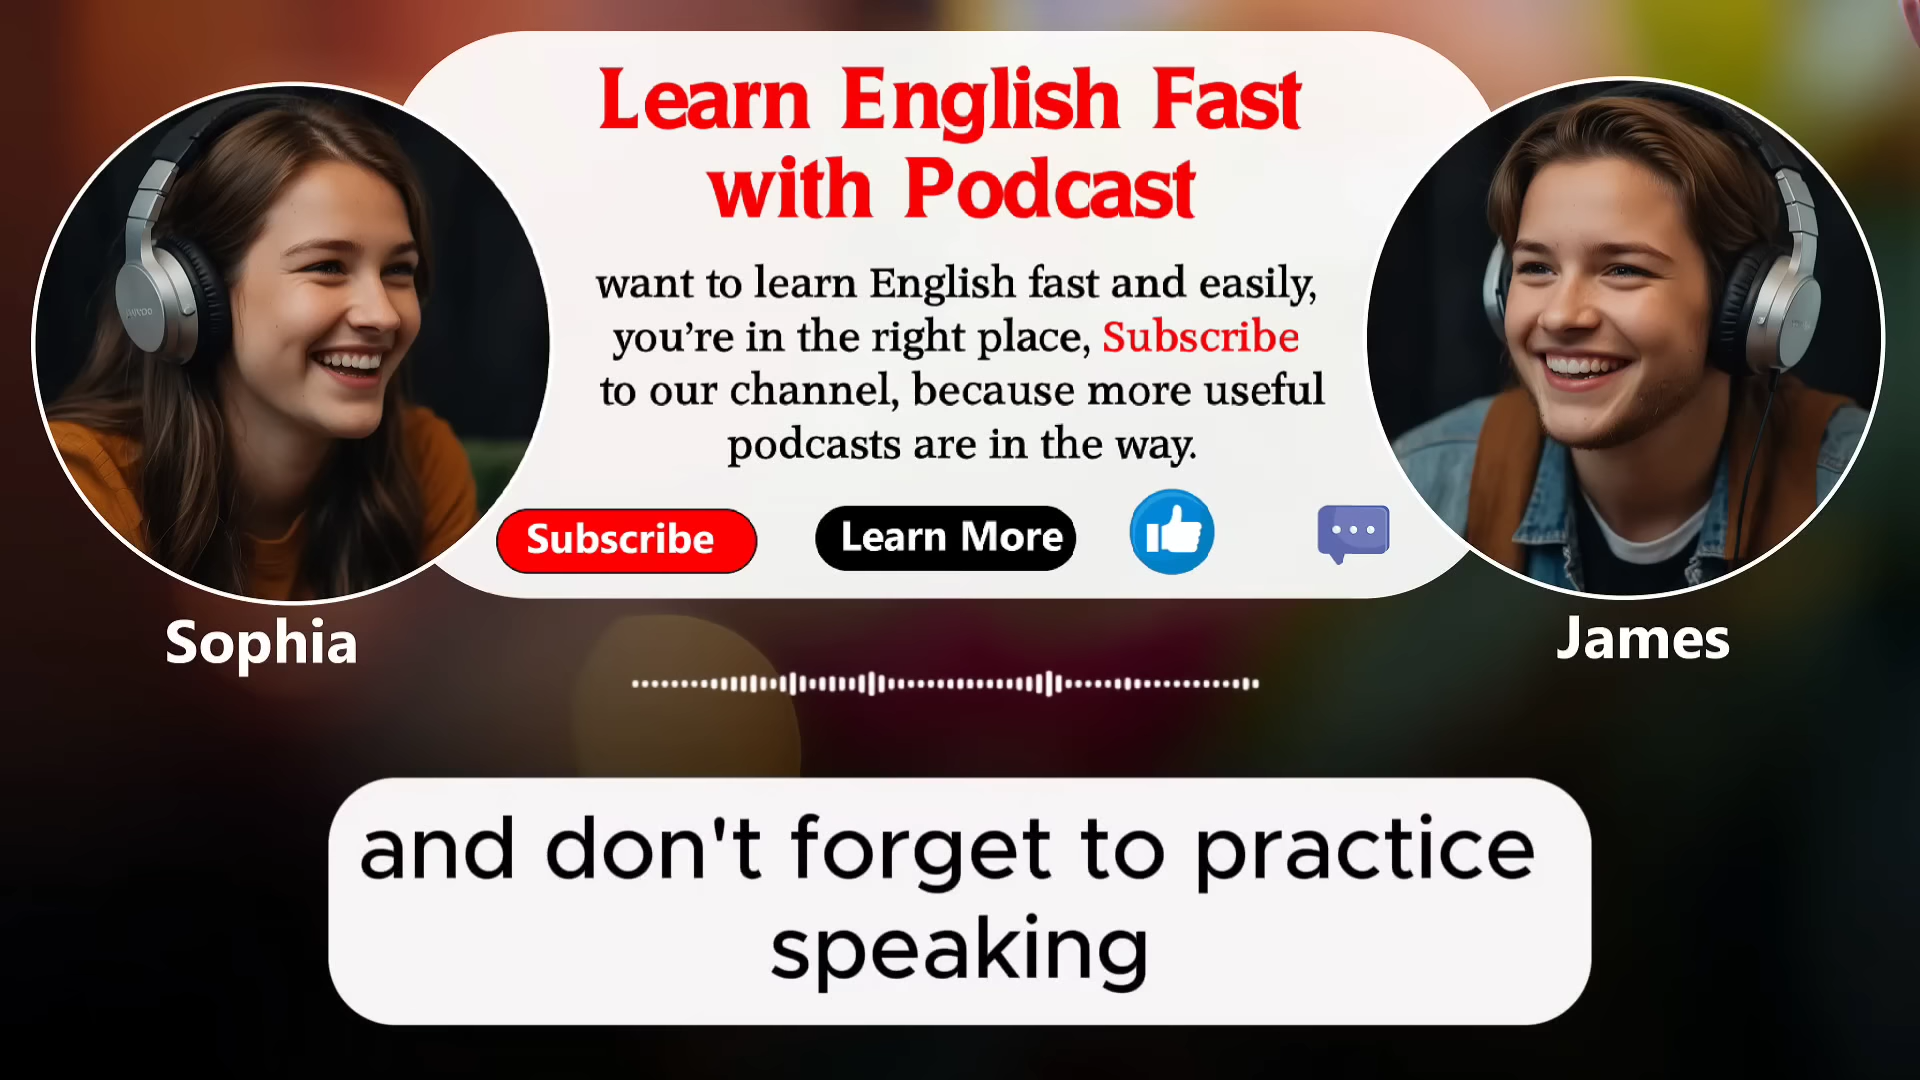 Learn English Fast
with Podcast
want to learn English fast and easily,
you’re in the right place, Subscribe
to our channel, because more useful
podcasts are in the way.
Subscribe
Learn More
Sophia
James
and don't forget to practice
speaking